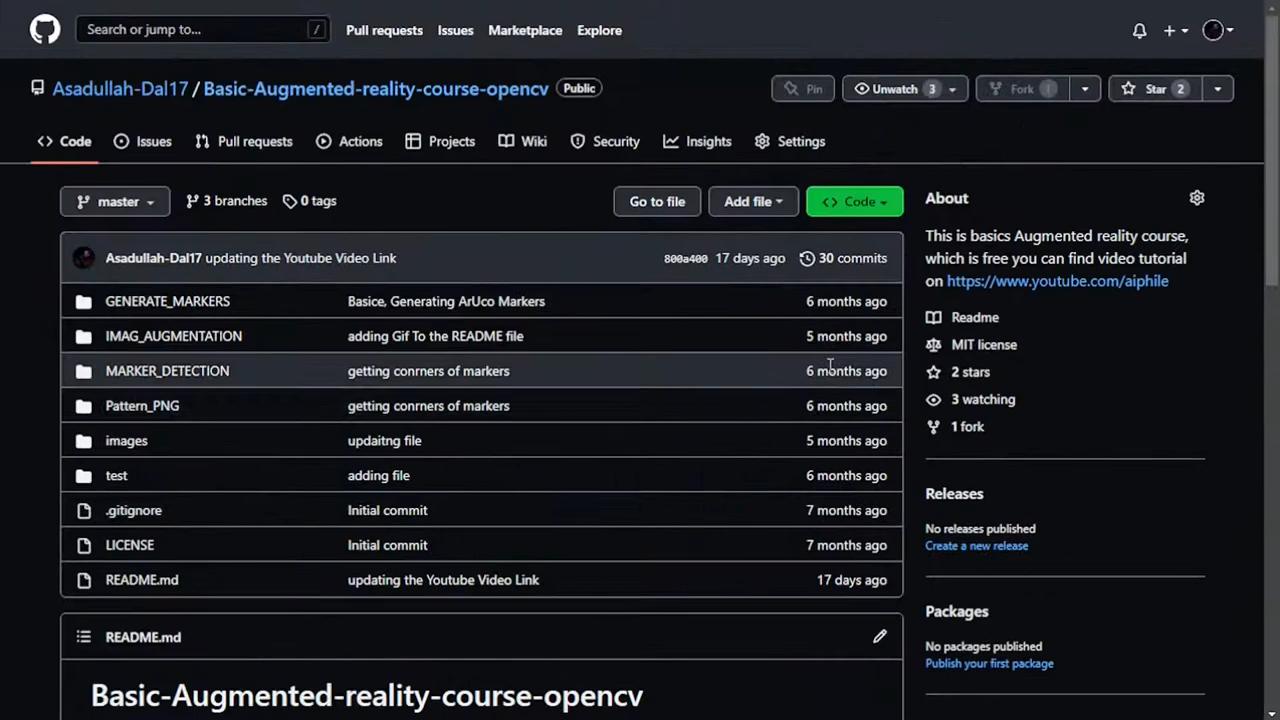 Search or jump to... /
Pull requests Issues Marketplace Explore
Asadullah-Dal17 / Basic-Augmented-reality-course-opencv Public
Pin Unwatch 3 Fork Star 2
Code Issues Pull requests Actions Projects Wiki Security Insights Settings
master 3 branches 0 tags Go to file Add file Code
Asadullah-Dal17 updating the Youtube Video Link 800a400 17 days ago 30 commits
GENERATE_MARKERS Basice, Generating ArUco Markers 6 months ago
IMAG_AUGMENTATION adding Gif To the README file 5 months ago
MARKER_DETECTION getting conrners of markers 6 months ago
Pattern_PNG getting conrners of markers 6 months ago
images updaitng file 5 months ago
test adding file 6 months ago
.gitignore Initial commit 7 months ago
LICENSE Initial commit 7 months ago
README.md updating the Youtube Video Link 17 days ago
README.md
Basic-Augmented-reality-course-opencv
About
This is basics Augmented reality course,
which is free you can find video tutorial
on https://www.youtube.com/aiphile
Readme
MIT license
2 stars
3 watching
1 fork
Releases
No releases published
Create a new release
Packages
No packages published
Publish your first package